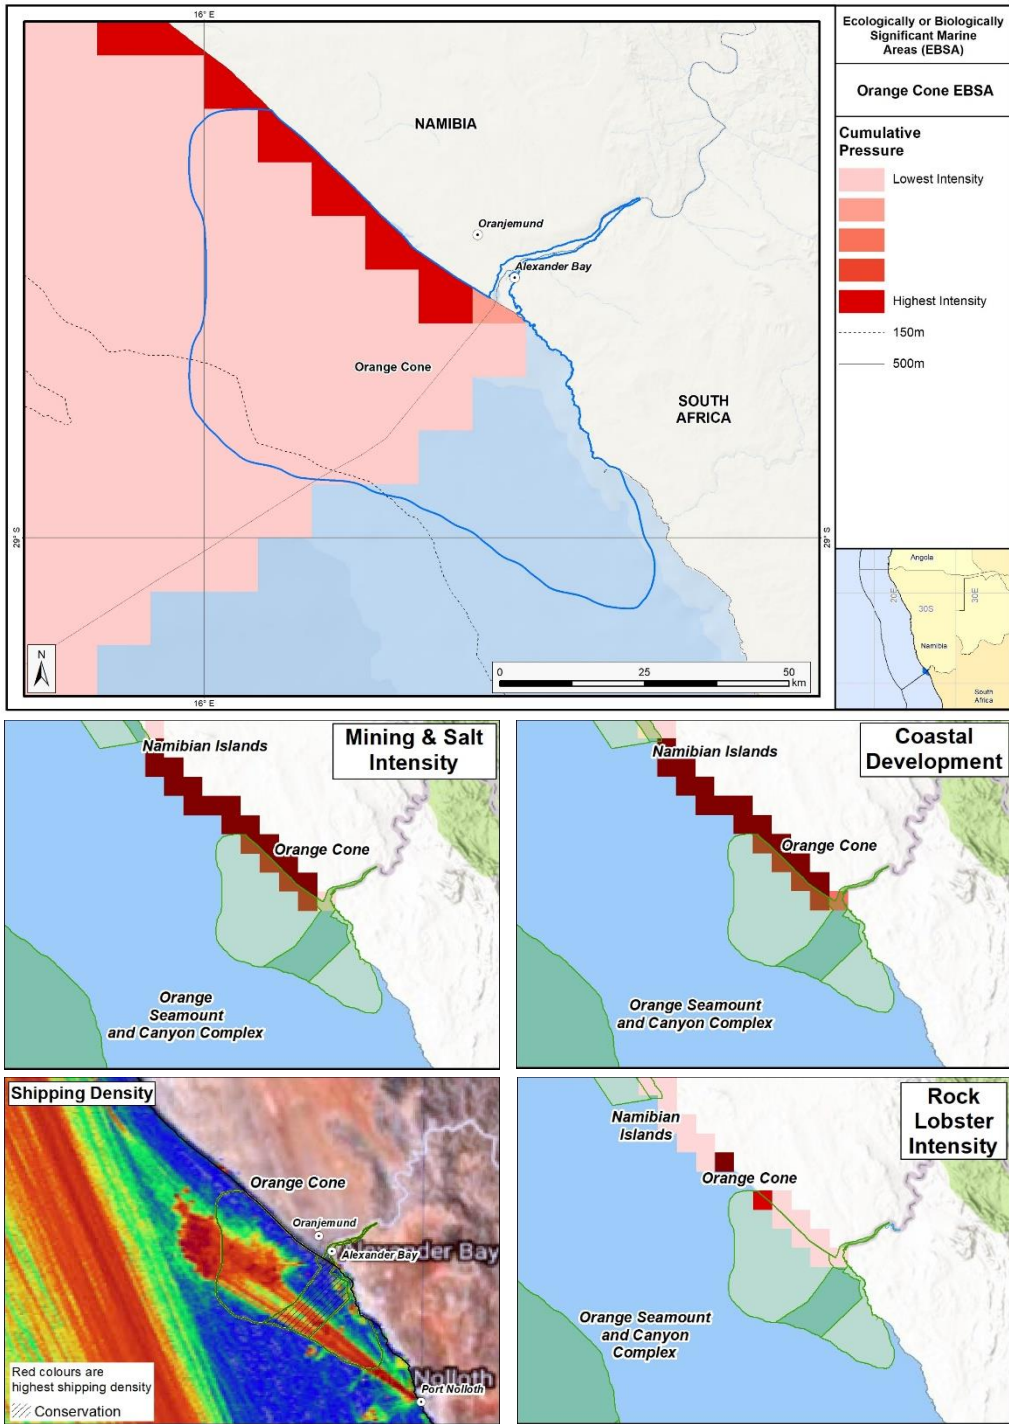 16° E
Ecologically or Biologically
Significant Marine
Areas (EBSA)
Orange Cone EBSA
Cumulative
Pressure
Lowest Intensity
Highest Intensity
150m
500m
NAMIBIA
Oranjemund
Alexander Bay
Orange Cone
SOUTH
AFRICA
29° S
29° S
N
0
25
50
km
16° E
Angola
20E
30S
30E
Namibia
South
Africa
Mining & Salt
Intensity
Namibian Islands
Orange Cone
Orange
Seamount
and Canyon Complex
Coastal
Development
Namibian Islands
Orange Cone
Orange Seamount
and Canyon Complex
Shipping Density
Orange Cone
Oranjemund
Alexander Bay
Alexander Bay
Nolloth
Port Nolloth
Red colours are
highest shipping density
Conservation
Rock
Lobster
Intensity
Namibian
Islands
Orange Cone
Orange Seamount
and Canyon
Complex